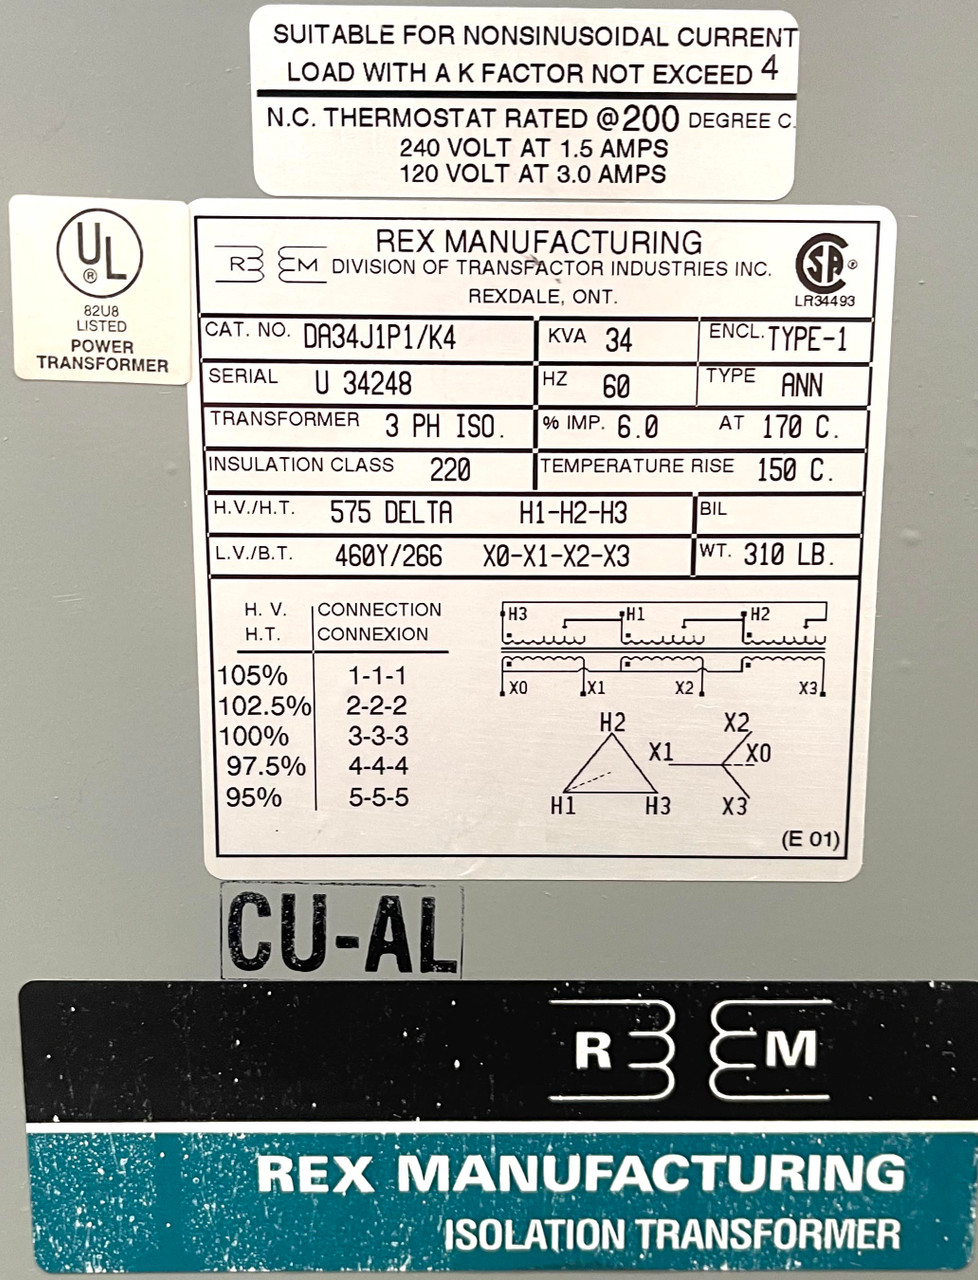 SUITABLE FOR NONSINUSOIDAL CURRENT
LOAD WITH A K FACTOR NOT EXCEED 4
N.C. THERMOSTAT RATED @ 200 DEGREE C.
240 VOLT AT 1.5 AMPS
120 VOLT AT 3.0 AMPS
UL
®
82U8
LISTED
POWER
TRANSFORMER
R M
REX MANUFACTURING
DIVISION OF TRANSFACTOR INDUSTRIES INC.
REXDALE, ONT.
SA ®
LR34493
CAT. NO. DA34J1P1/K4 KVA 34 ENCL. TYPE-1
SERIAL U 34248 HZ 60 TYPE ANN
TRANSFORMER 3 PH ISO. % IMP. 6.0 AT 170 C.
INSULATION CLASS 220 TEMPERATURE RISE 150 C.
H.V./H.T. 575 DELTA H1-H2-H3 BIL
L.V./B.T. 460Y/266 X0-X1-X2-X3 WT. 310 LB.
H. V. CONNECTION
H.T. CONNEXION
105% 1-1-1
102.5% 2-2-2
100% 3-3-3
97.5% 4-4-4
95% 5-5-5
H3 H1 H2
X0 X1 X2 X3
H2
H1 H3
X2
X1 X0
X3
(E 01)
CU-AL
R M
REX MANUFACTURING
ISOLATION TRANSFORMER